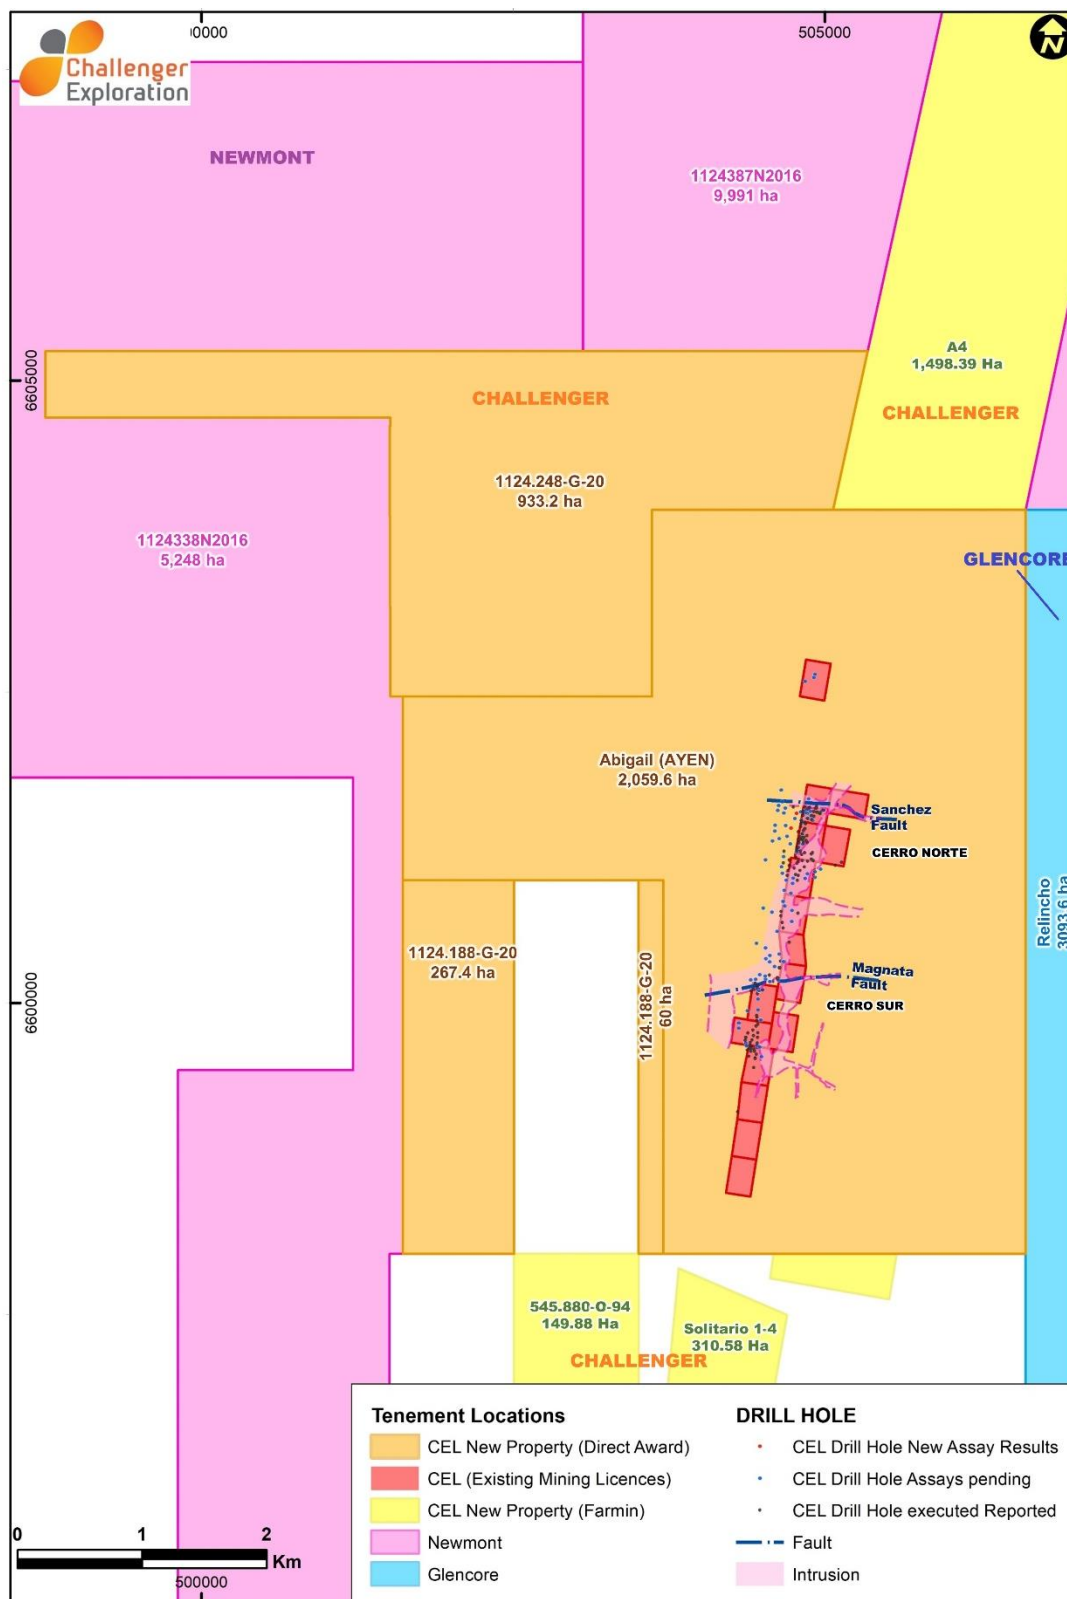 00000
505000
N
Challenger
Exploration
NEWMONT
1124387N2016
9,991 ha
A4
1,498.39 Ha
CHALLENGER
6605000
CHALLENGER
1124.248-G-20
933.2 ha
1124338N2016
5,248 ha
GLENCORE
Abigail (AYEN)
2,059.6 ha
Sanchez
Fault
CERRO NORTE
Relincho
3093.6 ha
1124.188-G-20
267.4 ha
1124.188-G-20
60 ha
Magnata
Fault
CERRO SUR
6600000
545.880-O-94
149.88 Ha
Solitario 1-4
310.58 Ha
CHALLENGER
Tenement Locations
CEL New Property (Direct Award)
CEL (Existing Mining Licences)
CEL New Property (Farmin)
Newmont
Glencore
DRILL HOLE
CEL Drill Hole New Assay Results
CEL Drill Hole Assays pending
CEL Drill Hole executed Reported
Fault
Intrusion
0 1 2
Km
500000